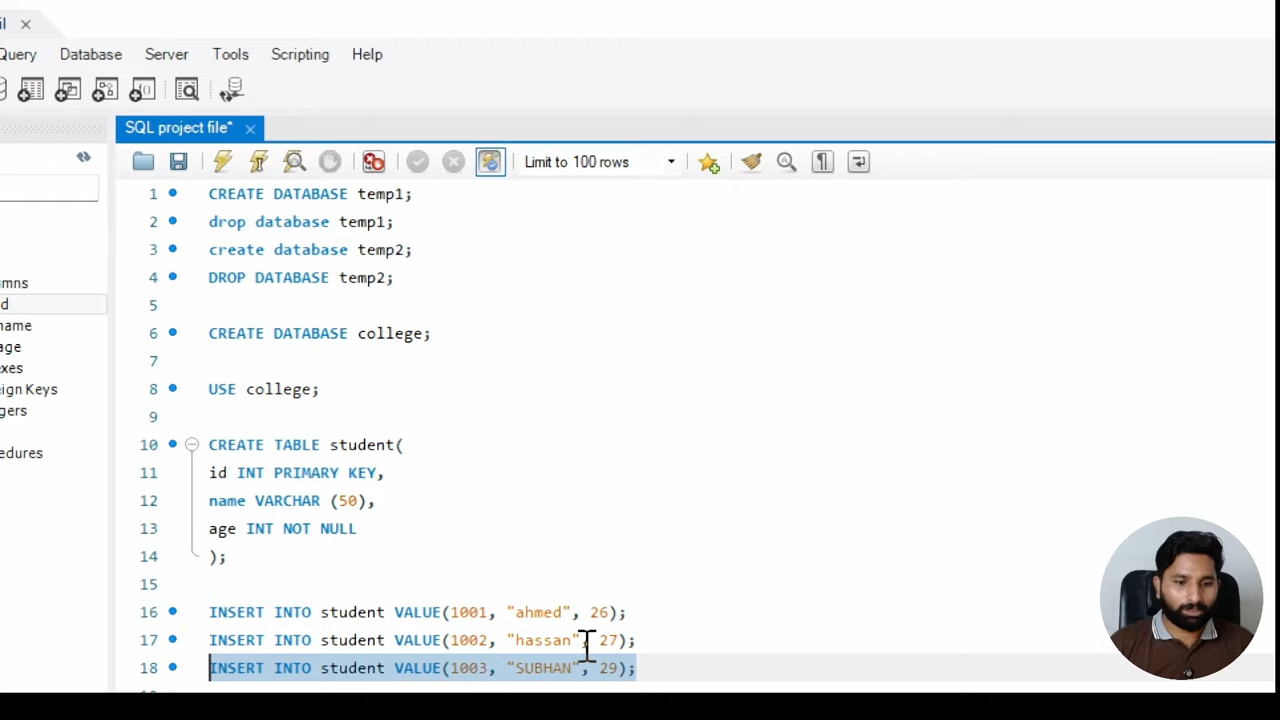 il
Query Database Server Tools Scripting Help
SQL project file*
Limit to 100 rows
1 CREATE DATABASE temp1;
2 drop database temp1;
3 create database temp2;
4 DROP DATABASE temp2;
5
6 CREATE DATABASE college;
7
8 USE college;
9
10 CREATE TABLE student(
11 id INT PRIMARY KEY,
12 name VARCHAR (50),
13 age INT NOT NULL
14 );
15
16 INSERT INTO student VALUE(1001, "ahmed", 26);
17 INSERT INTO student VALUE(1002, "hassan", 27);
18 INSERT INTO student VALUE(1003, "SUBHAN", 29);
umns
d
name
age
exes
eign Keys
gers
edures